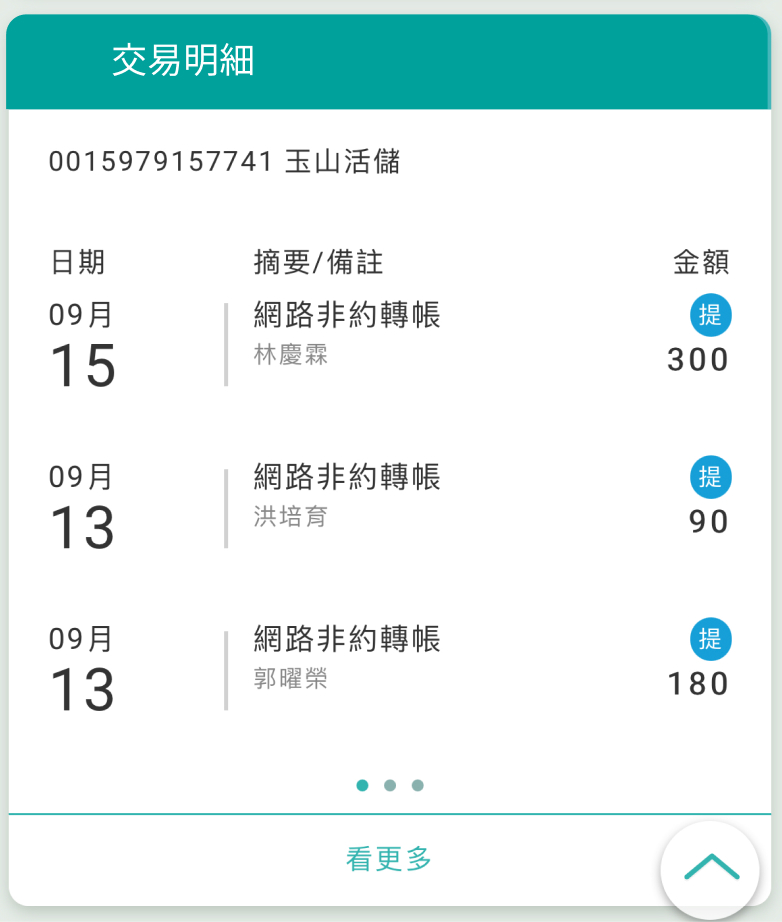 交易明細
0015979157741 玉山活儲
日期 摘要/備註 金額
09月 網路非約轉帳 提
15 林慶霖 300
09月 網路非約轉帳 提
13 洪培育 90
09月 網路非約轉帳 提
13 郭曜榮 180
看更多